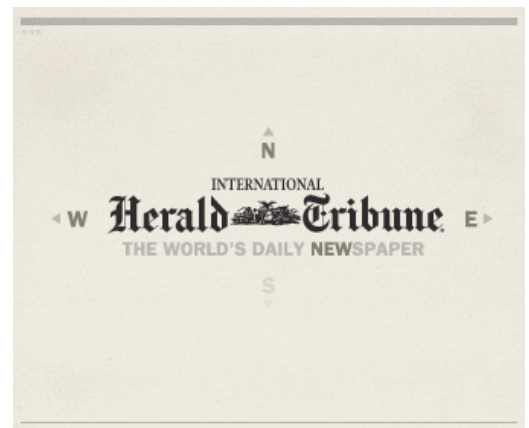 N
INTERNATIONAL
W Herald Tribune E
THE WORLD'S DAILY NEWSPAPER
S